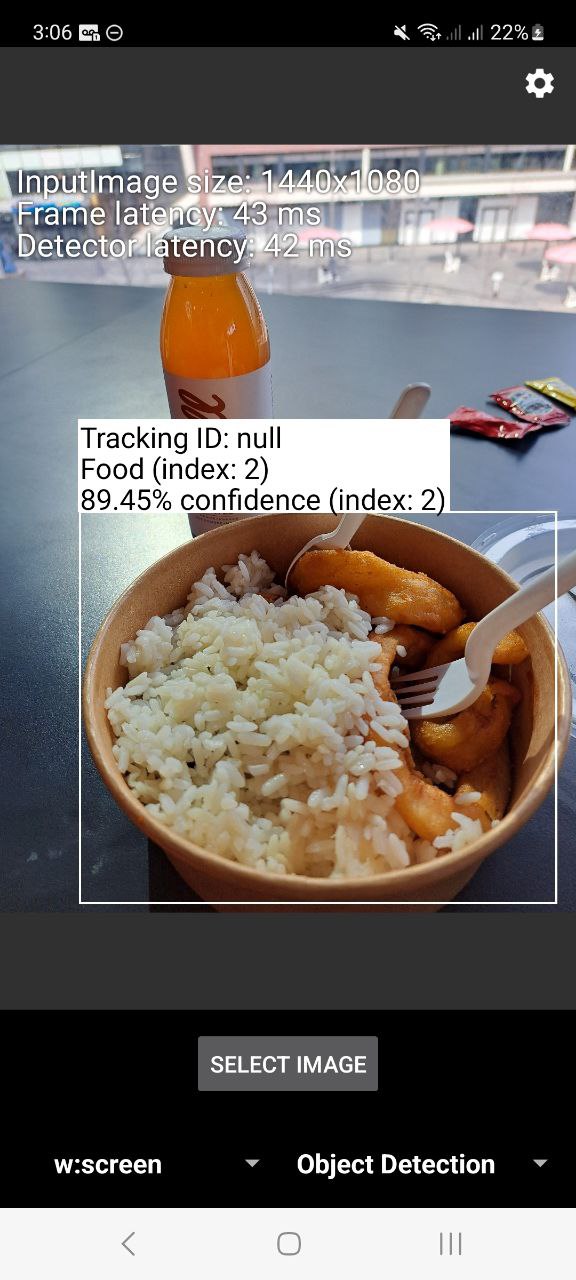 3:06
22%
InputImage size: 1440x1080
Frame latency: 43 ms
Detector latency: 42 ms
Tracking ID: null
Food (index: 2)
89.45% confidence (index: 2)
SELECT IMAGE
w:screen
Object Detection